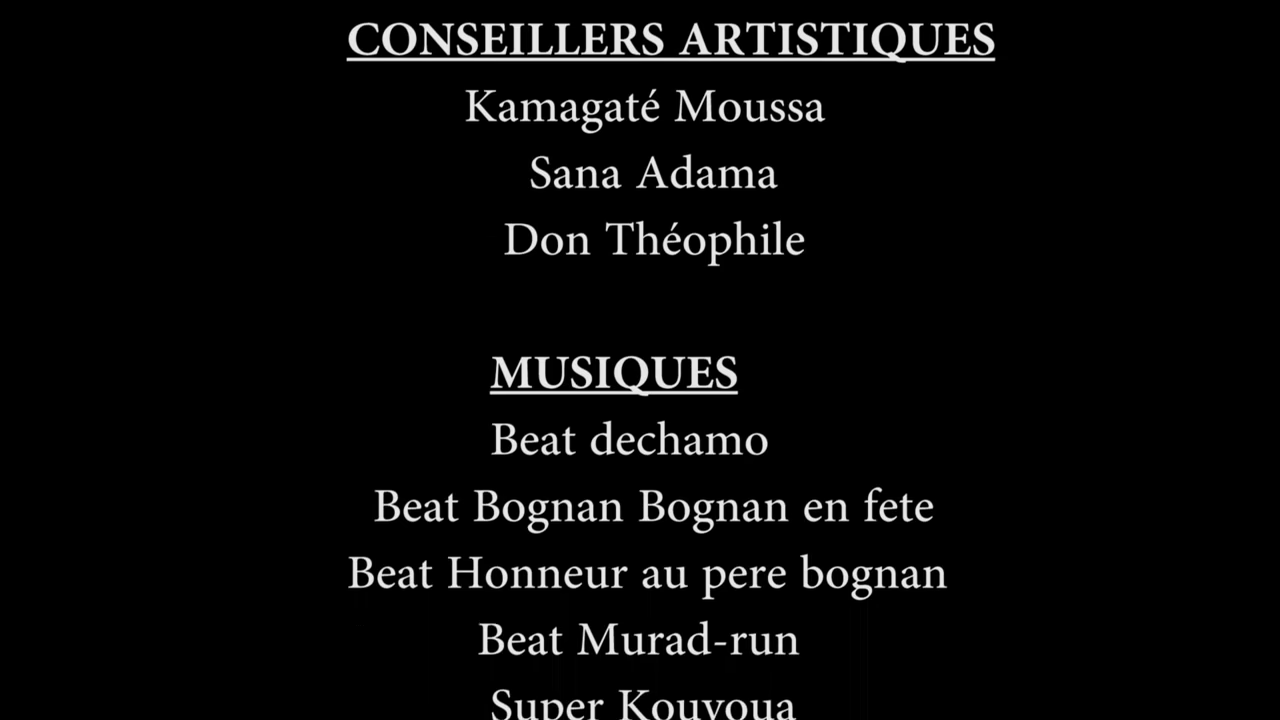 CONSEILLERS ARTISTIQUES
Kamagaté Moussa
Sana Adama
Don Théophile
MUSIQUES
Beat dechamo
Beat Bognan Bognan en fete
Beat Honneur au pere bognan
Beat Murad-run
Super Kouyoua